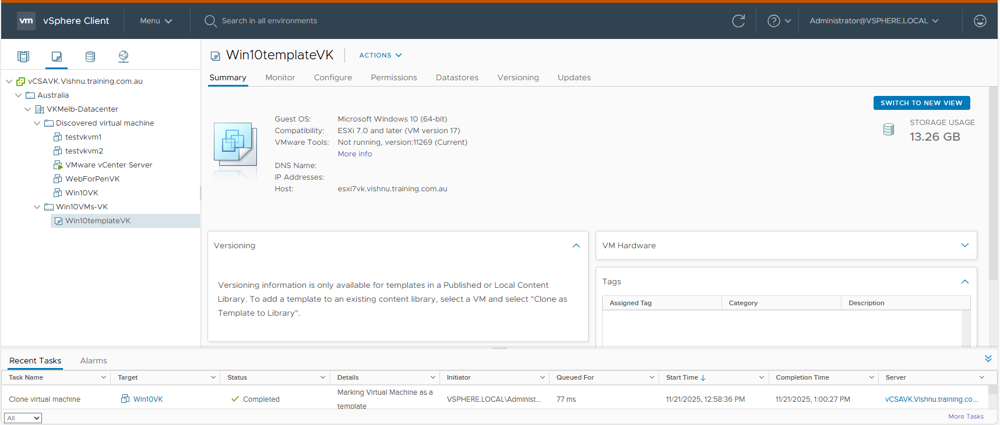 vm vSphere Client Menu Search in all environments Administrator@VSPHERE.LOCAL
vCSAVK.Vishnu.training.com.au
Australia
VKMelb-Datacenter
Discovered virtual machine
testvkvm1
testvkvm2
VMware vCenter Server
WebForPenVK
Win10VK
Win10VMs-VK
Win10templateVK
Win10templateVK ACTIONS
Summary Monitor Configure Permissions Datastores Versioning Updates
SWITCH TO NEW VIEW
Guest OS: Microsoft Windows 10 (64-bit)
Compatibility: ESXi 7.0 and later (VM version 17)
VMware Tools: Not running, version:11269 (Current)
More info
DNS Name:
IP Addresses:
Host: esxi7vk.vishnu.training.com.au
STORAGE USAGE
13.26 GB
Versioning
Versioning information is only available for templates in a Published or Local Content
Library. To add a template to an existing content library, select a VM and select "Clone as
Template to Library".
VM Hardware
Tags
Assigned Tag Category Description
Recent Tasks Alarms
Task Name Target Status Details Initiator Queued For Start Time Completion Time Server
Clone virtual machine Win10VK Completed Marking Virtual Machine as a
template VSPHERE.LOCAL\Administ... 77 ms 11/21/2025, 12:58:36 PM 11/21/2025, 1:00:27 PM vCSAVK.Vishnu.training.co...
All More Tasks